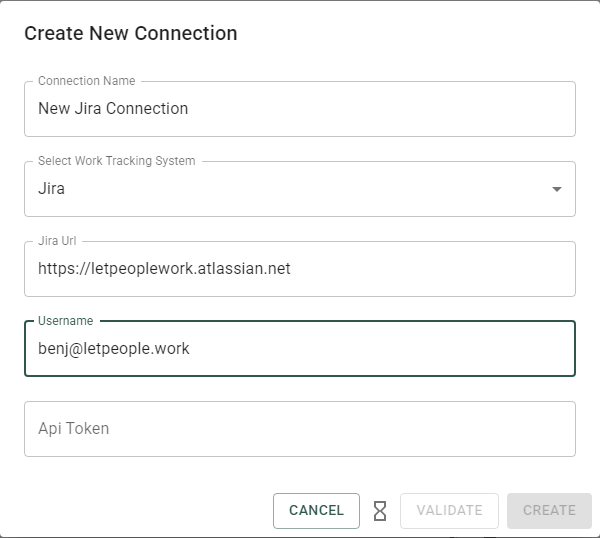 Create New Connection
Connection Name
New Jira Connection
Select Work Tracking System
Jira
Jira Url
https://letpeoplework.atlassian.net
Username
benj@letpeople.work
Api Token
CANCEL VALIDATE CREATE